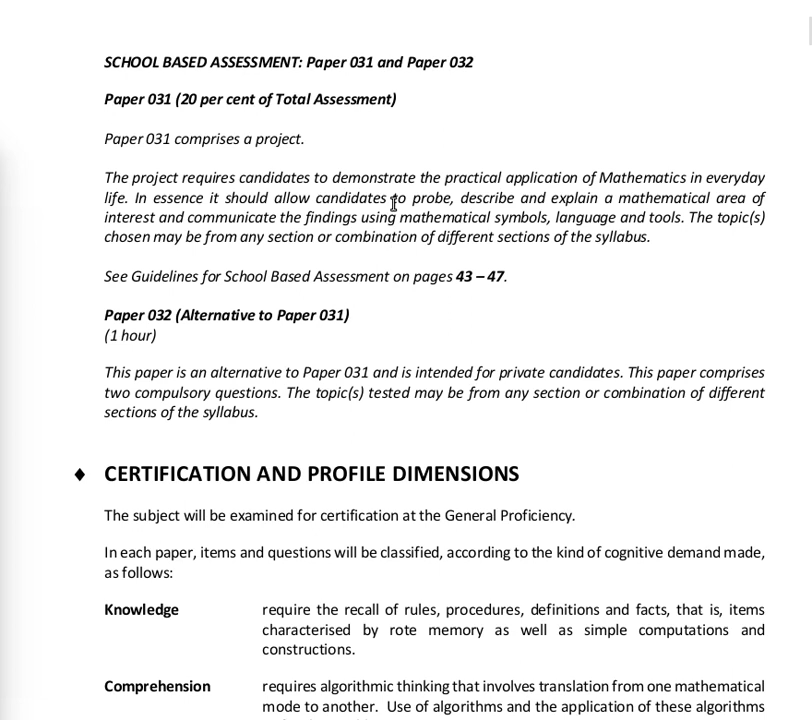 SCHOOL BASED ASSESSMENT: Paper 031 and Paper 032
Paper 031 (20 per cent of Total Assessment)
Paper 031 comprises a project.
The project requires candidates to demonstrate the practical application of Mathematics in everyday
life. In essence it should allow candidates to probe, describe and explain a mathematical area of
interest and communicate the findings using mathematical symbols, language and tools. The topic(s)
chosen may be from any section or combination of different sections of the syllabus.
See Guidelines for School Based Assessment on pages 43 – 47.
Paper 032 (Alternative to Paper 031)
(1 hour)
This paper is an alternative to Paper 031 and is intended for private candidates. This paper comprises
two compulsory questions. The topic(s) tested may be from any section or combination of different
sections of the syllabus.
♦ CERTIFICATION AND PROFILE DIMENSIONS
The subject will be examined for certification at the General Proficiency.
In each paper, items and questions will be classified, according to the kind of cognitive demand made,
as follows:
Knowledge require the recall of rules, procedures, definitions and facts, that is, items
characterised by rote memory as well as simple computations and
constructions.
Comprehension requires algorithmic thinking that involves translation from one mathematical
mode to another. Use of algorithms and the application of these algorithms